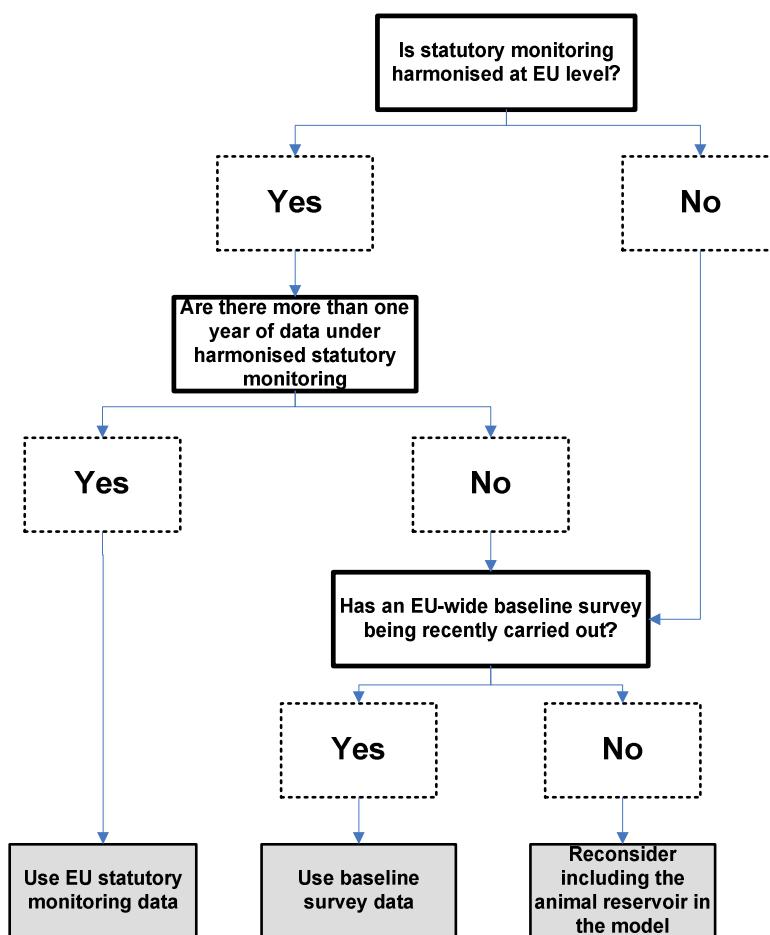 Is statutory monitoring
harmonised at EU level?
Yes
No
Are there more than one
year of data under
harmonised statutory
monitoring
Yes
No
Has an EU-wide baseline survey
being recently carried out?
Yes
No
Use EU statutory
monitoring data
Use baseline
survey data
Reconsider
including the
animal reservoir in
the model